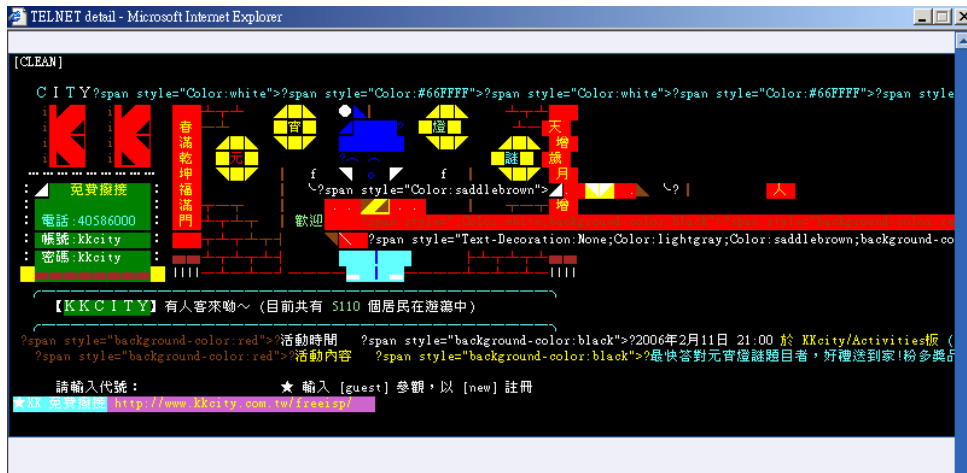 TELNET detail - Microsoft Internet Explorer
[CLEAN]
C I T Y?span style="Color:white">?span style="Color:#66FFFF">?span style="Color:white">?span style="Color:#66FFFF">?span style
KK
春滿乾坤福滿門
元宵燈謎
天增歲月增
人
?span style="Color:saddlebrown">
免費撥接
電話:40586000
帳號:kkcity
密碼:kkcity
歡迎
?span style="Text-Decoration:None;Color:lightgray;Color:saddlebrown;background-co
【KKCITY】有人客來呦～ (目前共有 5110 個居民在遊蕩中)
?span style="background-color:red">?活動時間 ?span style="background-color:black">?2006年2月11日 21:00 於 KKcity/Activities板 (
?span style="background-color:red">?活動內容 ?span style="background-color:black">?最快答對元宵燈謎題目者，好禮送到家!粉多獎品
請輸入代號： ★ 輸入 [guest] 參觀，以 [new] 註冊
★KK 免費撥接 http://www.kkcity.com.tw/freeisp/